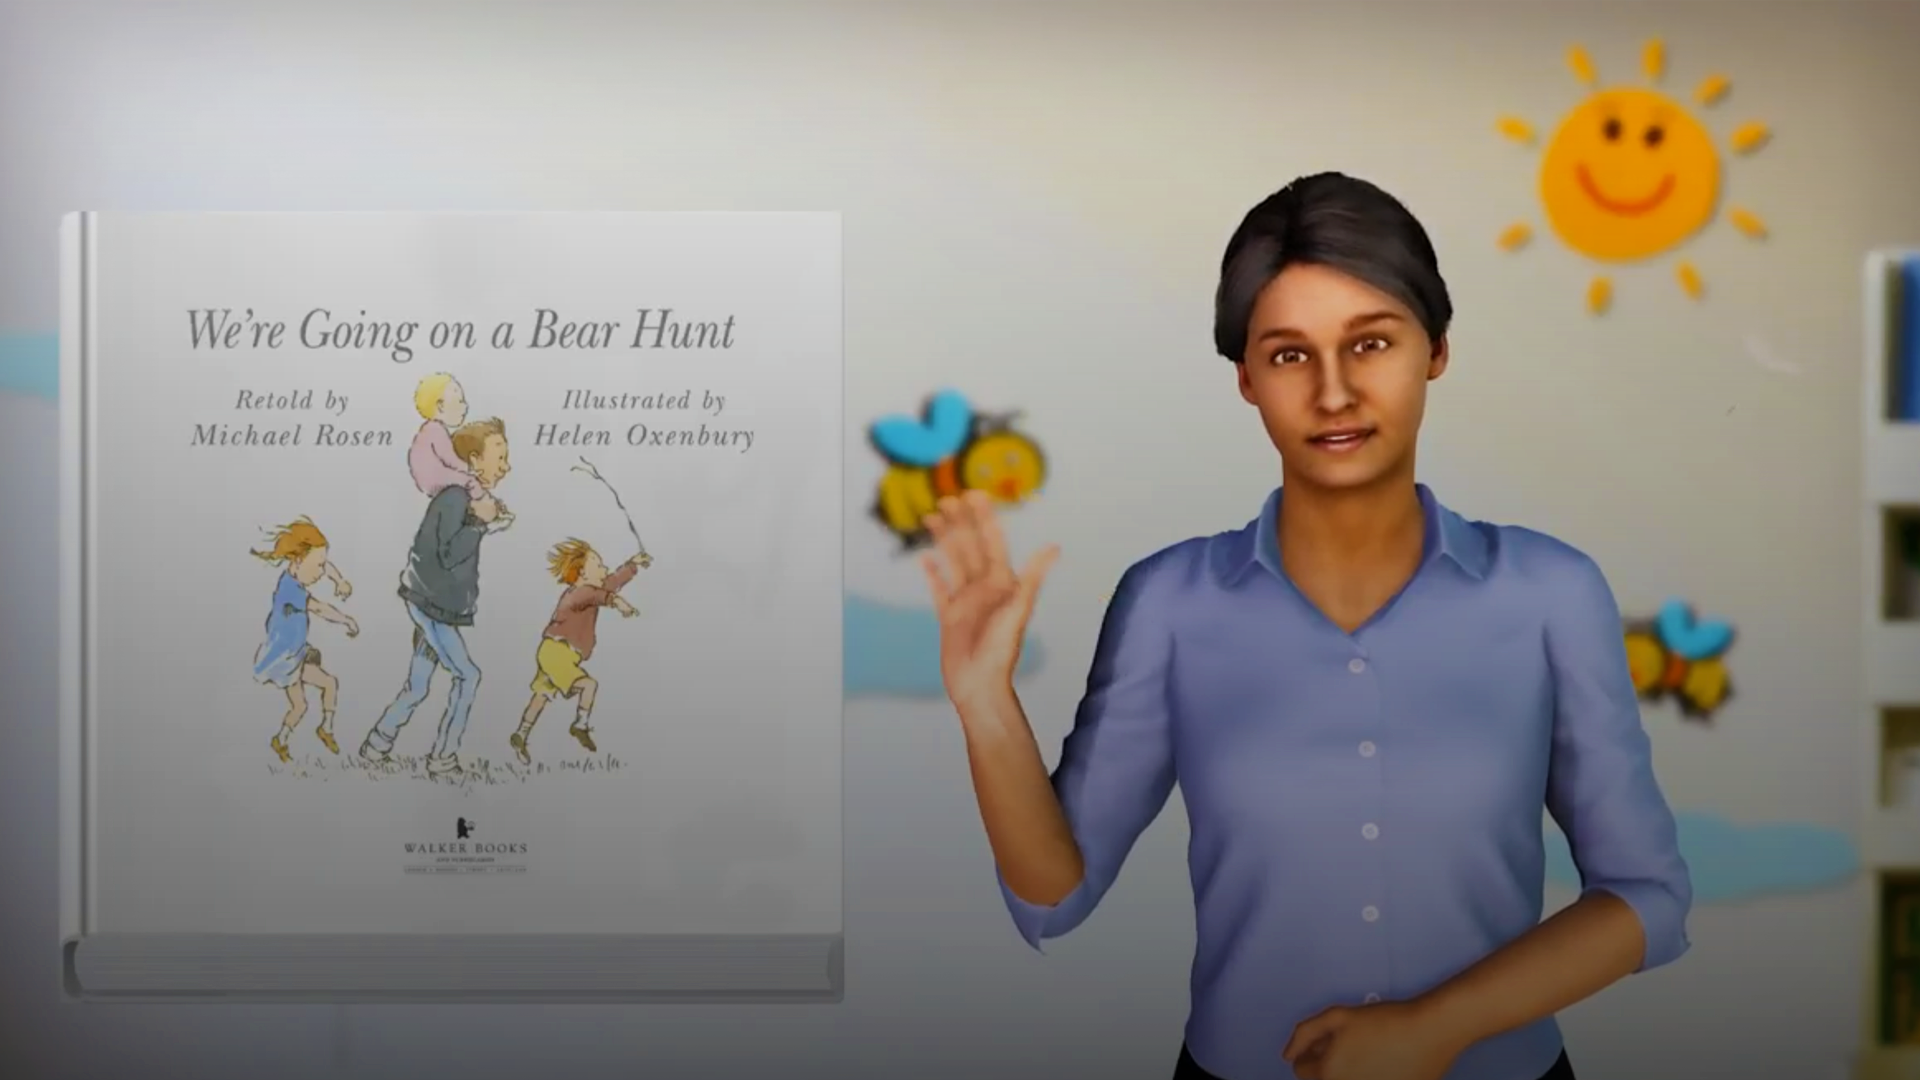 We're Going on a Bear Hunt
Retold by
Michael Rosen
Illustrated by
Helen Oxenbury
WALKER BOOKS